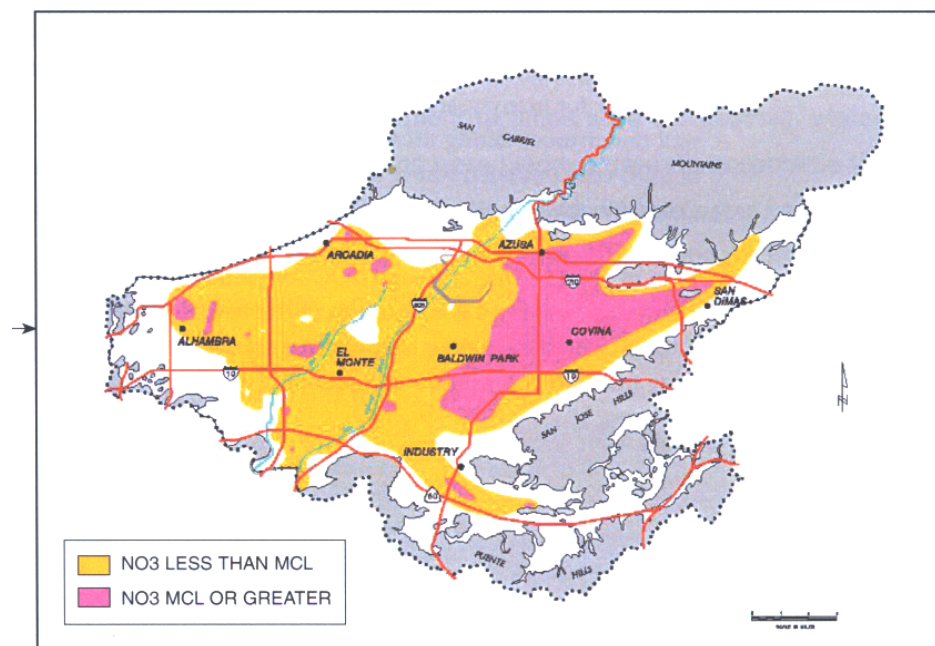 SAN
GABRIEL
MOUNTAINS
AZUSA
ARCADIA
210
605
SAN
DIMAS
ALHAMBRA
EL
MONTE
BALDWIN PARK
COVINA
10
10
SAN JOSE HILLS
INDUSTRY
60
PUENTE
HILLS
NO3 LESS THAN MCL
NO3 MCL OR GREATER